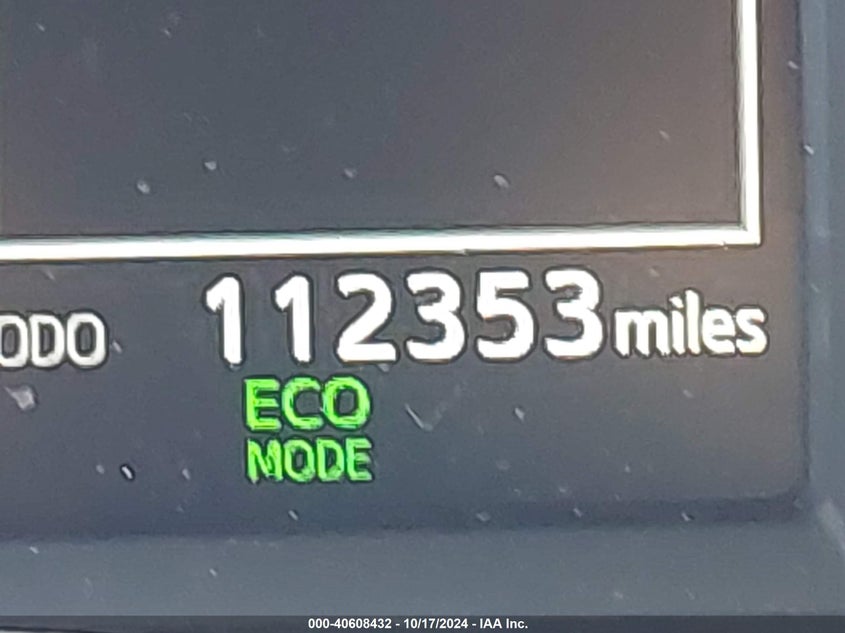 ODO 112353 miles
ECO
MODE
000-40608432 - 10/17/2024 - IAA Inc.